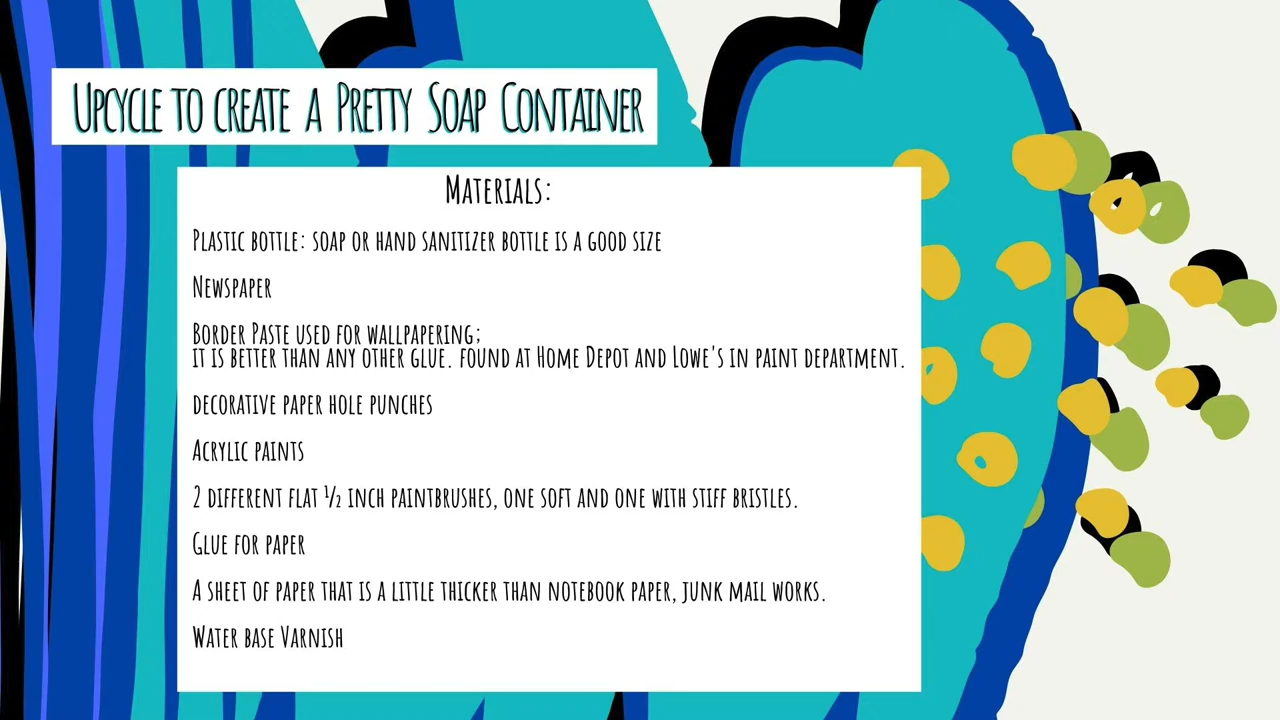 Upcycle to create a Pretty Soap Container
Materials:
Plastic bottle: soap or hand sanitizer bottle is a good size
Newspaper
Border Paste used for wallpapering;
it is better than any other glue. found at Home Depot and Lowe's in paint department.
decorative paper hole punches
Acrylic paints
2 different flat ½ inch paintbrushes, one soft and one with stiff bristles.
Glue for paper
A sheet of paper that is a little thicker than notebook paper, junk mail works.
Water base Varnish